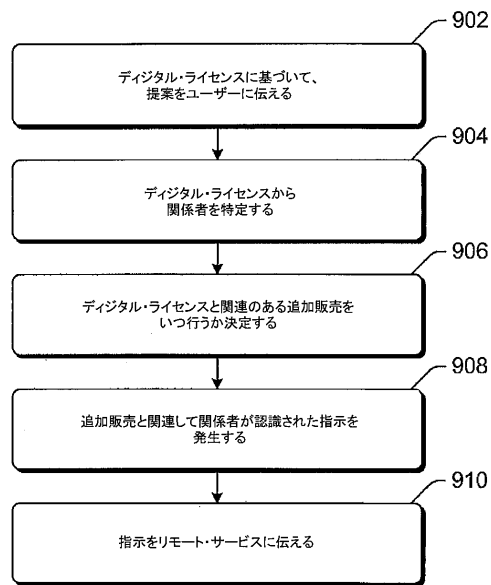 902
ディジタル・ライセンスに基づいて、
提案をユーザーに伝える
904
ディジタル・ライセンスから
関係者を特定する
906
ディジタル・ライセンスと関連のある追加販売を
いつ行うか決定する
908
追加販売と関連して関係者が認識された指示を
発生する
910
指示をリモート・サービスに伝える